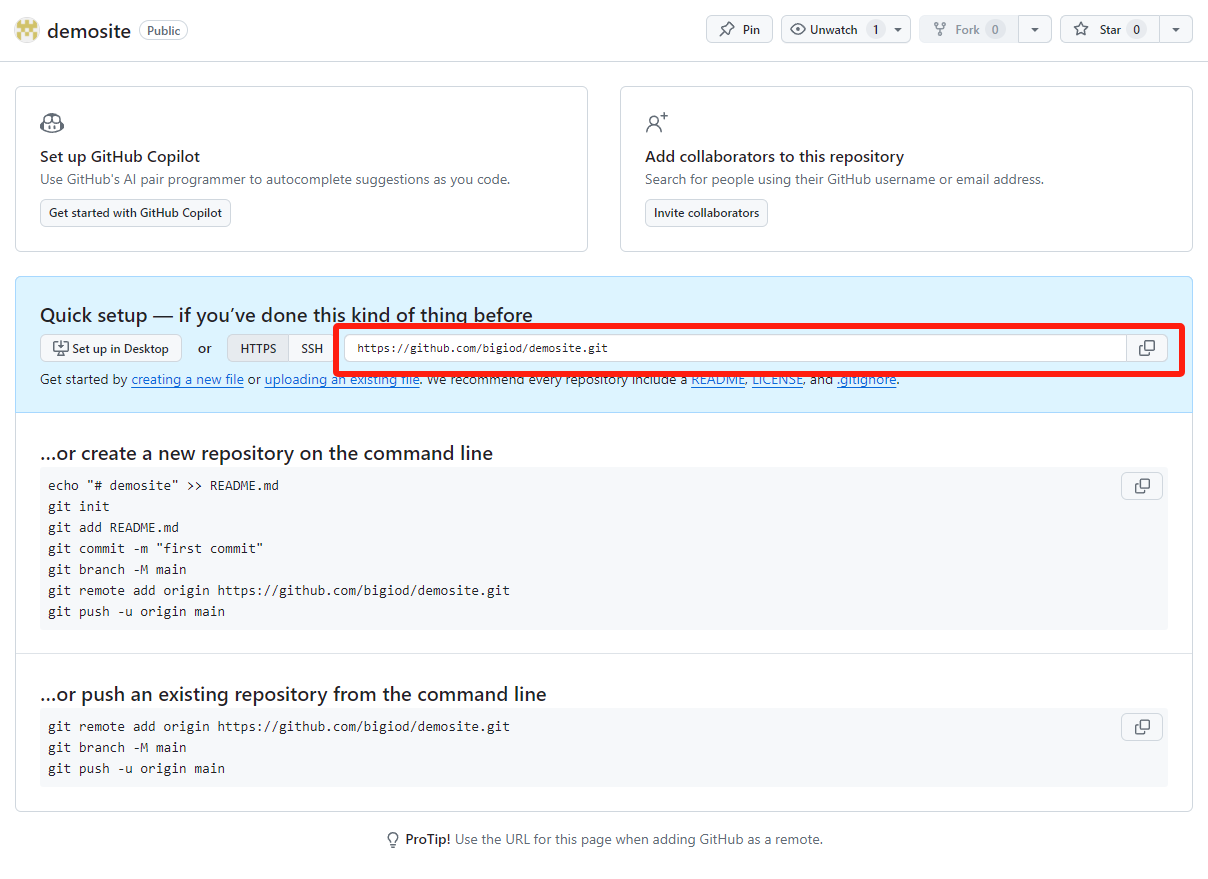 demosite Public Pin Unwatch 1 Fork 0 Star 0
Set up GitHub Copilot
Use GitHub's AI pair programmer to autocomplete suggestions as you code.
Get started with GitHub Copilot
Add collaborators to this repository
Search for people using their GitHub username or email address.
Invite collaborators
Quick setup — if you’ve done this kind of thing before
Set up in Desktop or HTTPS SSH https://github.com/bigiod/demosite.git
Get started by creating a new file or uploading an existing file. We recommend every repository include a README, LICENSE, and .gitignore.
…or create a new repository on the command line
echo "# demosite" >> README.md
git init
git add README.md
git commit -m "first commit"
git branch -M main
git remote add origin https://github.com/bigiod/demosite.git
git push -u origin main
…or push an existing repository from the command line
git remote add origin https://github.com/bigiod/demosite.git
git branch -M main
git push -u origin main
ProTip! Use the URL for this page when adding GitHub as a remote.